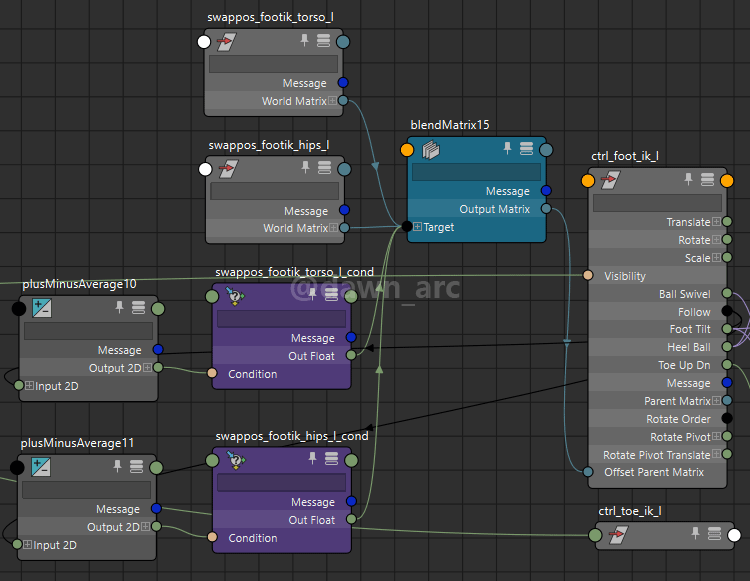 swappos_footik_torso_l
Message
World Matrix
swappos_footik_hips_l
Message
World Matrix
blendMatrix15
Message
Output Matrix
Target
ctrl_foot_ik_l
Translate
Rotate
Scale
Visibility
Ball Swivel
Follow
Foot Tilt
Heel Ball
Toe Up Dn
Message
Parent Matrix
Rotate Order
Rotate Pivot
Rotate Pivot Translate
Offset Parent Matrix
plusMinusAverage10
Message
Output 2D
Input 2D
swappos_footik_torso_l_cond
@dawn_arc
Message
Out Float
Condition
plusMinusAverage11
Message
Output 2D
Input 2D
swappos_footik_hips_l_cond
Message
Out Float
Condition
ctrl_toe_ik_l